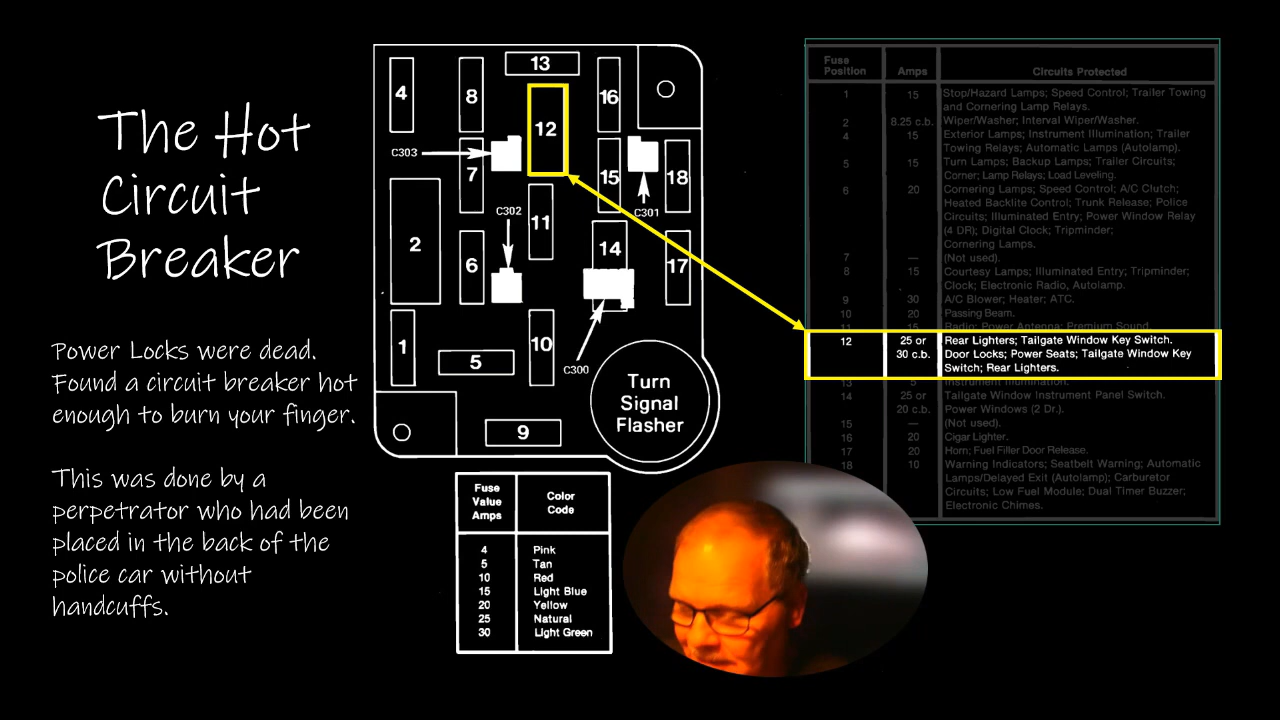 The Hot
Circuit
Breaker
Power Locks were dead.
Found a circuit breaker hot
enough to burn your finger.
This was done by a
perpetrator who had been
placed in the back of the
police car without
handcuffs.
13
4
8
16
12
C303
7
15
18
C302
C301
11
2
14
6
17
1
10
5
C300
Turn
Signal
Flasher
9
Fuse Value Amps Color Code
4 Pink
5 Tan
10 Red
15 Light Blue
20 Yellow
25 Natural
30 Light Green
Fuse Position Amps Circuits Protected
1 15 Stop/Hazard Lamps; Speed Control; Trailer Towing
and Cornering Lamp Relays.
2 8.25 c.b. Wiper/Washer; Interval Wiper/Washer.
4 15 Exterior Lamps; Instrument Illumination; Trailer
Towing Relays; Automatic Lamps (Autolamp).
5 15 Turn Lamps; Backup Lamps; Trailer Circuits;
Corner; Lamp Relays; Load Leveling.
6 20 Cornering Lamps; Speed Control; A/C Clutch;
Heated Backlite Control; Trunk Release; Police
Circuits; Illuminated Entry; Power Window Relay
(4 DR); Digital Clock; Tripminder;
Cornering Lamps.
7 — (Not used).
8 15 Courtesy Lamps; Illuminated Entry; Tripminder;
Clock; Electronic Radio, Autolamp.
9 30 A/C Blower; Heater; ATC.
10 20 Passing Beam.
11 15 Radio; Power Antenna; Premium Sound.
12 25 or Rear Lighters; Tailgate Window Key Switch.
30 c.b. Door Locks; Power Seats; Tailgate Window Key
Switch; Rear Lighters.
13 5 Instrument Illumination.
14 25 or Tailgate Window Instrument Panel Switch.
20 c.b. Power Windows (2 Dr.).
15 — (Not used).
16 20 Cigar Lighter.
17 20 Horn; Fuel Filler Door Release.
18 10 Warning Indicators; Seatbelt Warning; Automatic
Lamps/Delayed Exit (Autolamp); Carburetor
Circuits; Low Fuel Module; Dual Timer Buzzer;
Electronic Chimes.